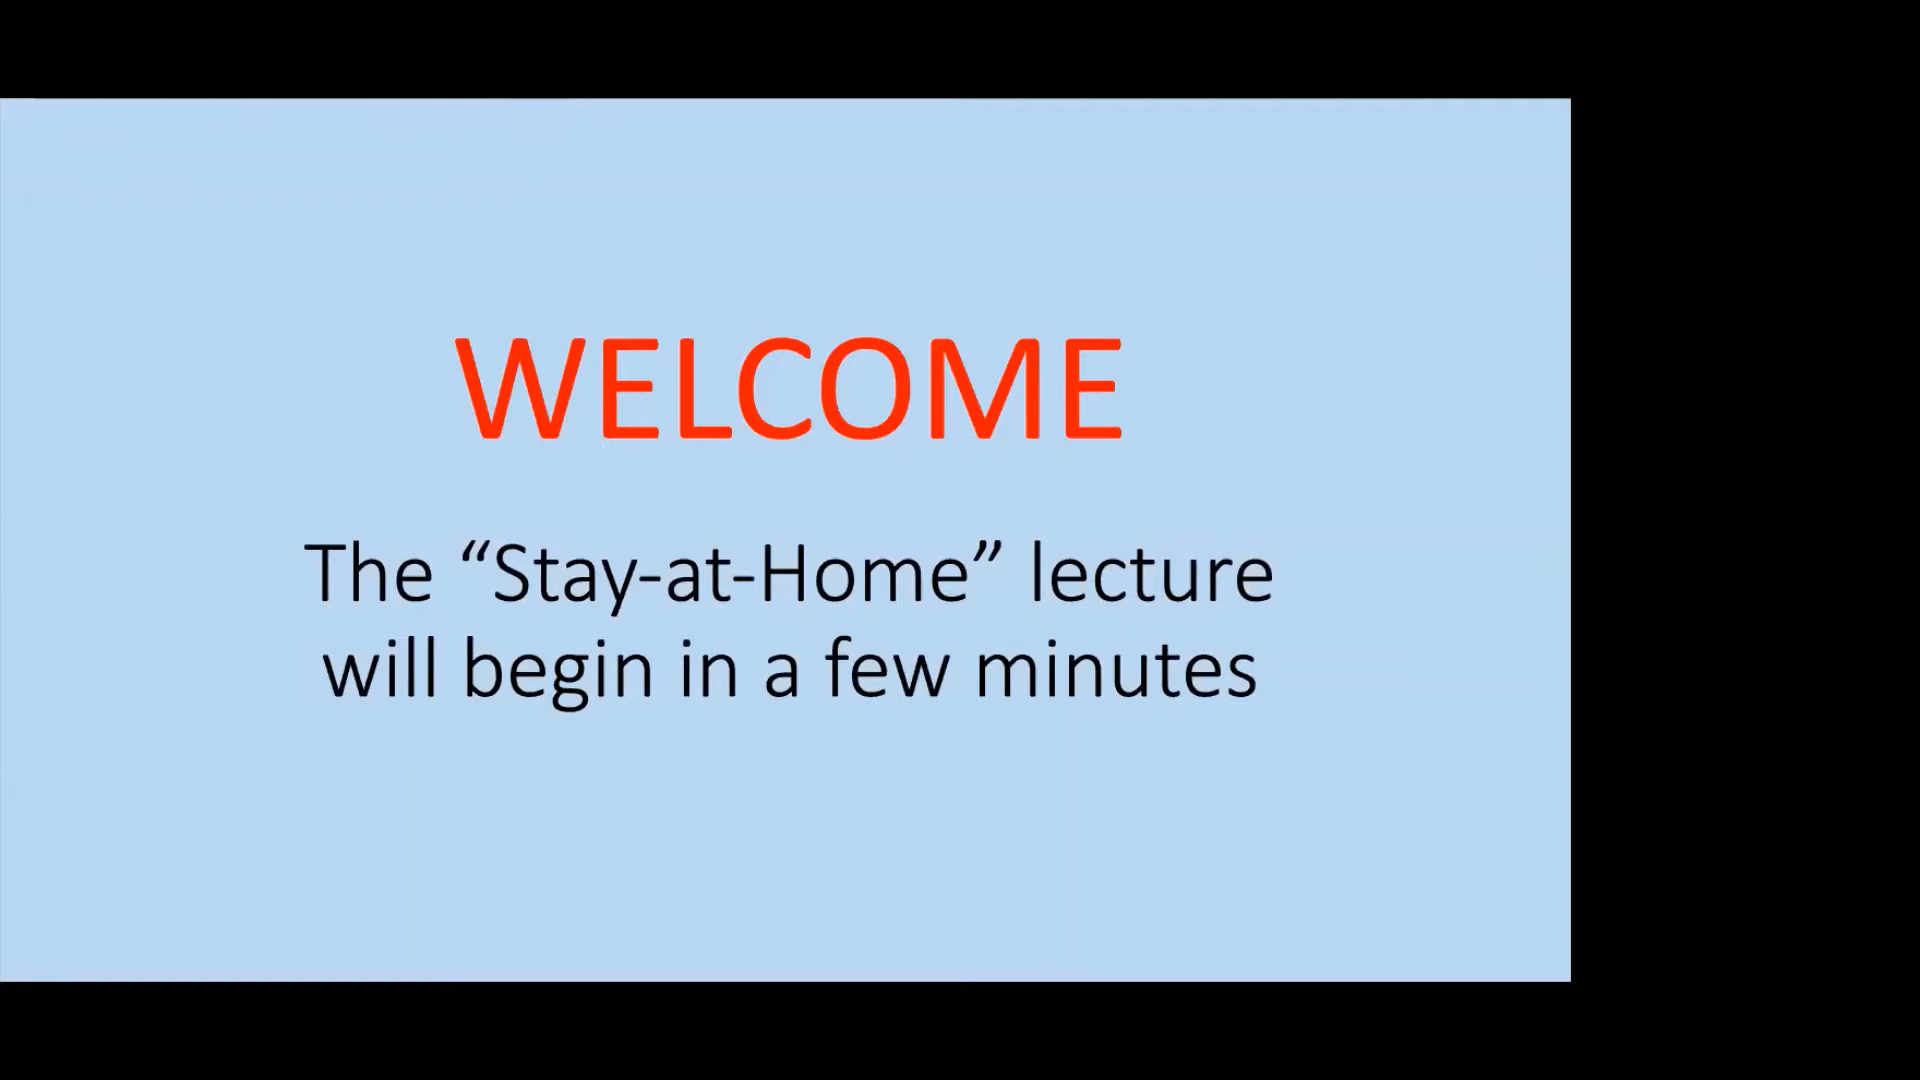 WELCOME
The “Stay-at-Home” lecture
will begin in a few minutes